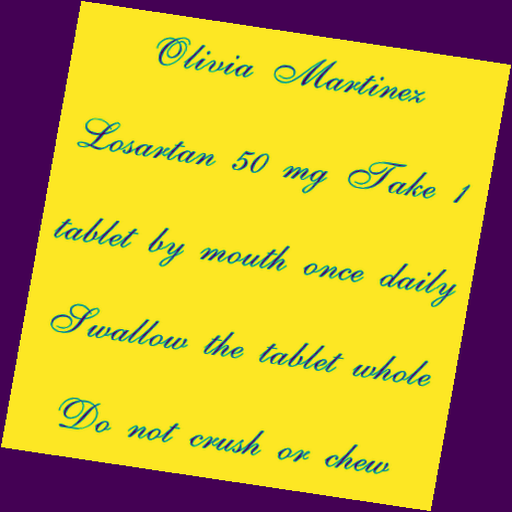 Olivia Martinez
Losartan 50 mg Take 1
tablet by mouth once daily
Swallow the tablet whole
Do not crush or chew